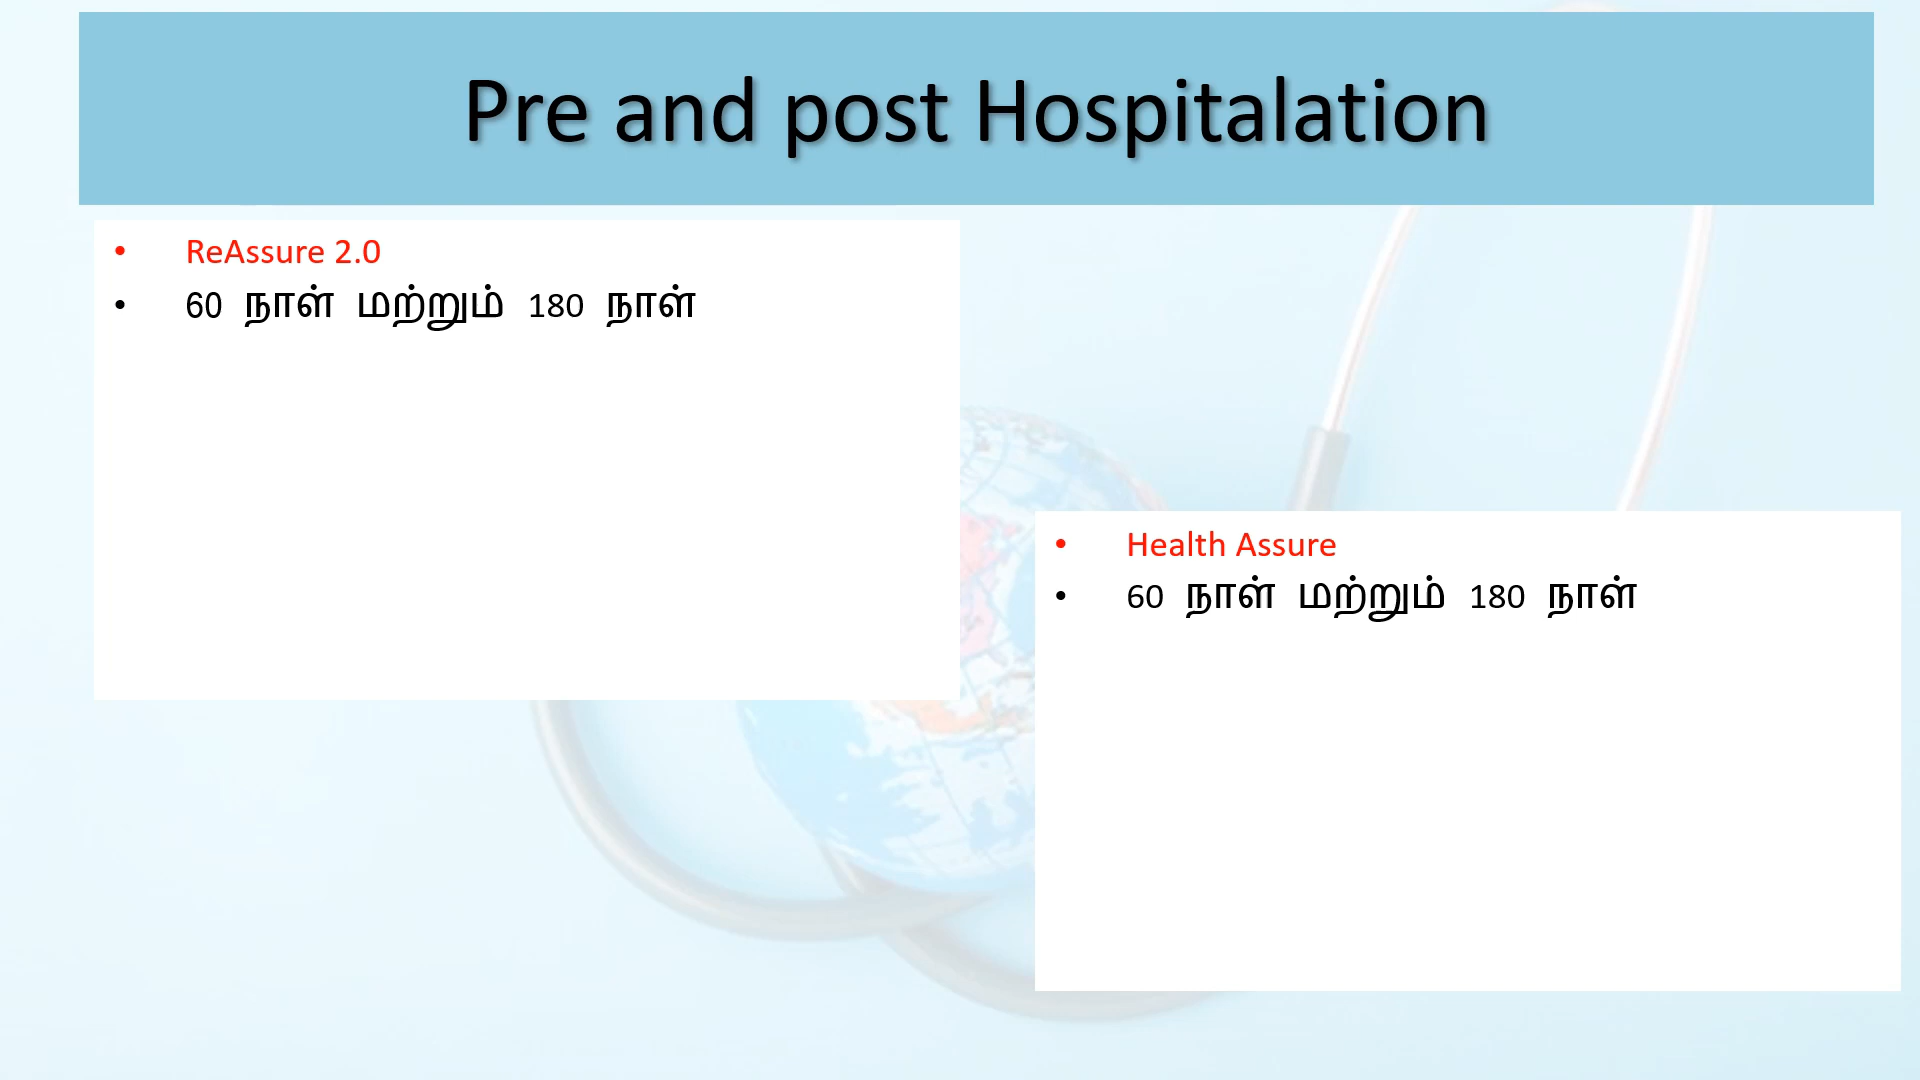 Pre and post Hospitalation
ReAssure 2.0
60 நாள் மற்றும் 180 நாள்
Health Assure
60 நாள் மற்றும் 180 நாள்